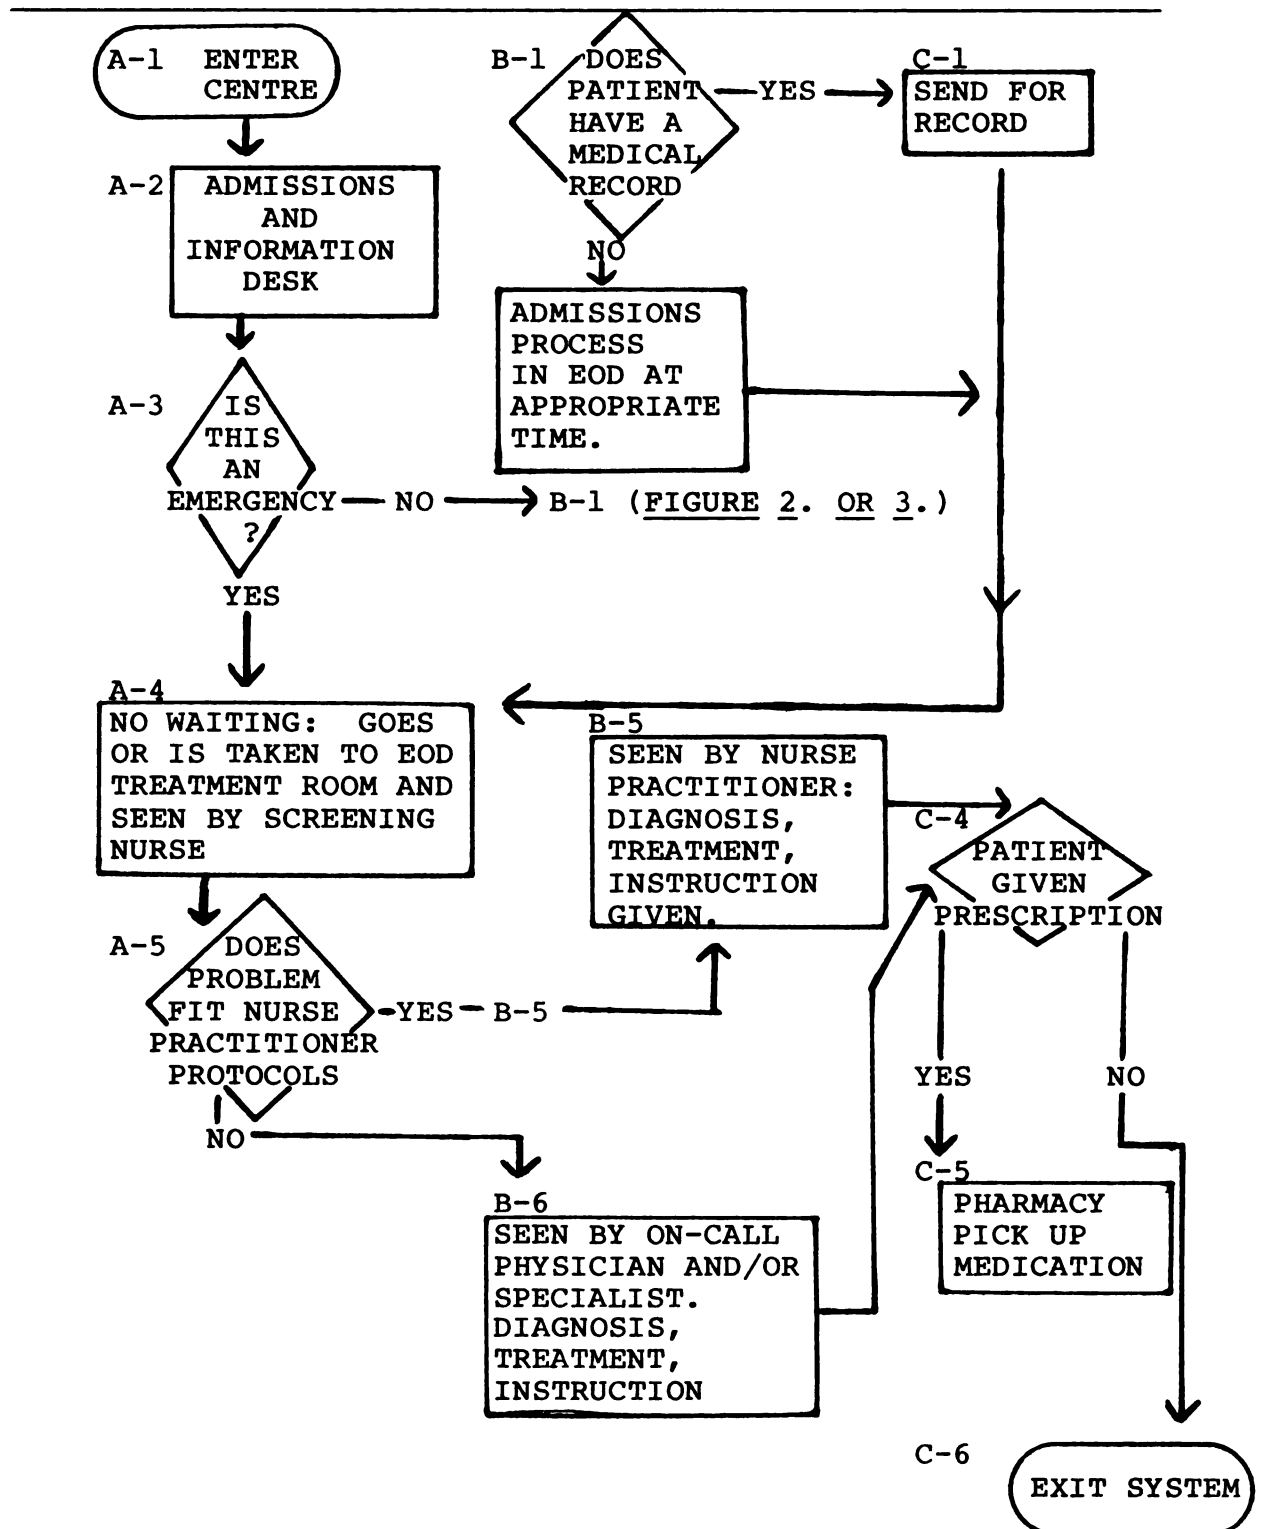 A-1 ENTER
CENTRE
A-2 ADMISSIONS
AND
INFORMATION
DESK
A-3 IS
THIS
AN
EMERGENCY
?
NO
B-1 (FIGURE 2. OR 3.)
YES
B-1 DOES
PATIENT
HAVE A
MEDICAL
RECORD
YES
C-1
SEND FOR
RECORD
NO
ADMISSIONS
PROCESS
IN EOD AT
APPROPRIATE
TIME.
A-4
NO WAITING: GOES
OR IS TAKEN TO EOD
TREATMENT ROOM AND
SEEN BY SCREENING
NURSE
A-5 DOES
PROBLEM
FIT NURSE
PRACTITIONER
PROTOCOLS
YES
B-5
NO
B-5
SEEN BY NURSE
PRACTITIONER:
DIAGNOSIS,
TREATMENT,
INSTRUCTION
GIVEN.
B-6
SEEN BY ON-CALL
PHYSICIAN AND/OR
SPECIALIST.
DIAGNOSIS,
TREATMENT,
INSTRUCTION
C-4
PATIENT
GIVEN
PRESCRIPTION
YES
NO
C-5
PHARMACY
PICK UP
MEDICATION
C-6
EXIT SYSTEM